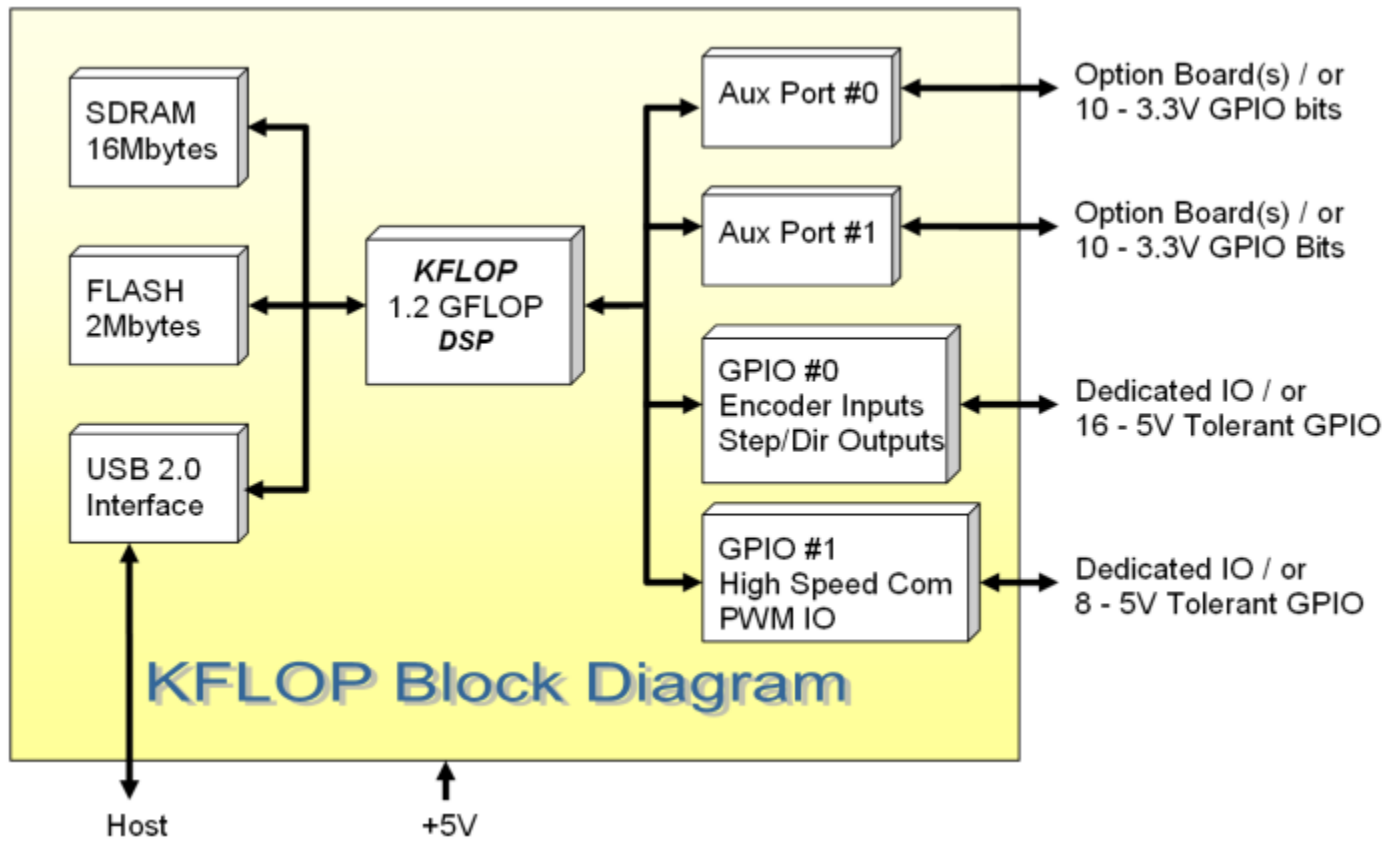 SDRAM
16Mbytes
FLASH
2Mbytes
USB 2.0
Interface
KFLOP
1.2 GFLOP
DSP
Aux Port #0
Option Board(s) / or
10 - 3.3V GPIO bits
Aux Port #1
Option Board(s) / or
10 - 3.3V GPIO Bits
GPIO #0
Encoder Inputs
Step/Dir Outputs
Dedicated IO / or
16 - 5V Tolerant GPIO
GPIO #1
High Speed Com
PWM IO
Dedicated IO / or
8 - 5V Tolerant GPIO
KFLOP Block Diagram
Host
+5V